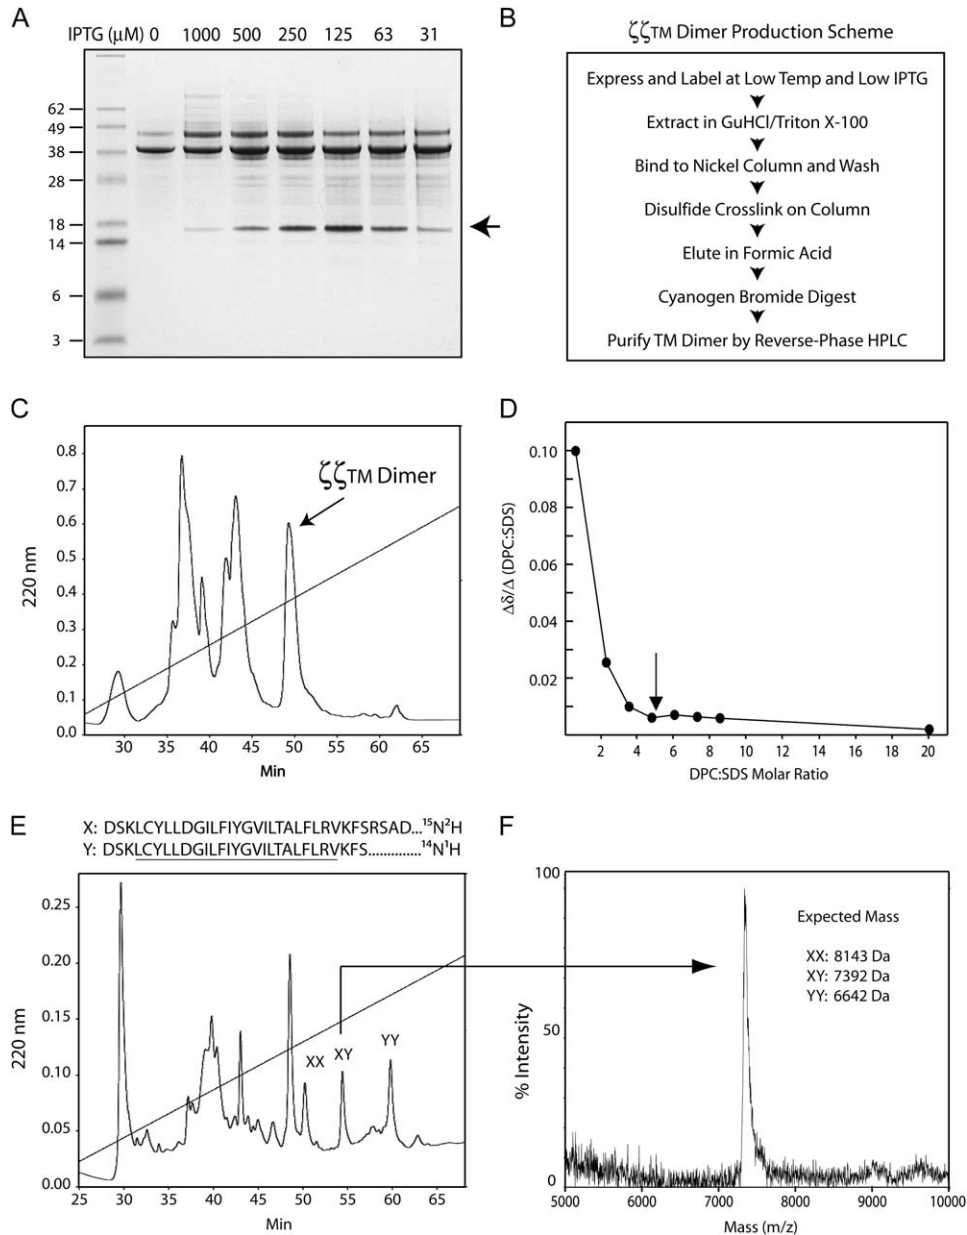 A
IPTG (µM) 0 1000 500 250 125 63 31
62
49
38
28
18
14
6
3
B
ζζTM Dimer Production Scheme
Express and Label at Low Temp and Low IPTG
Extract in GuHCl/Triton X-100
Bind to Nickel Column and Wash
Disulfide Crosslink on Column
Elute in Formic Acid
Cyanogen Bromide Digest
Purify TM Dimer by Reverse-Phase HPLC
C
220 nm
0.8
0.7
0.6
0.5
0.4
0.3
0.2
0.1
0.0
ζζTM Dimer
30 35 40 45 50 55 60 65
Min
D
Δδ/Δ (DPC:SDS)
0.10
0.08
0.06
0.04
0.02
2 4 6 8 10 12 14 16 18 20
DPC:SDS Molar Ratio
E
X: DSKLCYLLDGILFIYGVILTALFLRVKFSRSAD...¹⁵N²H
Y: DSKLCYLLDGILFIYGVILTALFLRVKFS..............¹⁴N¹H
220 nm
0.25
0.20
0.15
0.10
0.05
0.00
XX XY YY
25 30 35 40 45 50 55 60 65
Min
F
% Intensity
100
50
0
Expected Mass
XX: 8143 Da
XY: 7392 Da
YY: 6642 Da
5000 6000 7000 8000 9000 10000
Mass (m/z)